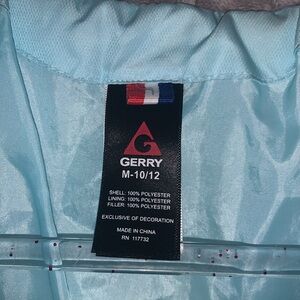 GERRY
M-10/12
SHELL: 100% POLYESTER
LINING: 100% POLYESTER
FILLER: 100% POLYESTER
EXCLUSIVE OF DECORATION
MADE IN CHINA
RN 117732